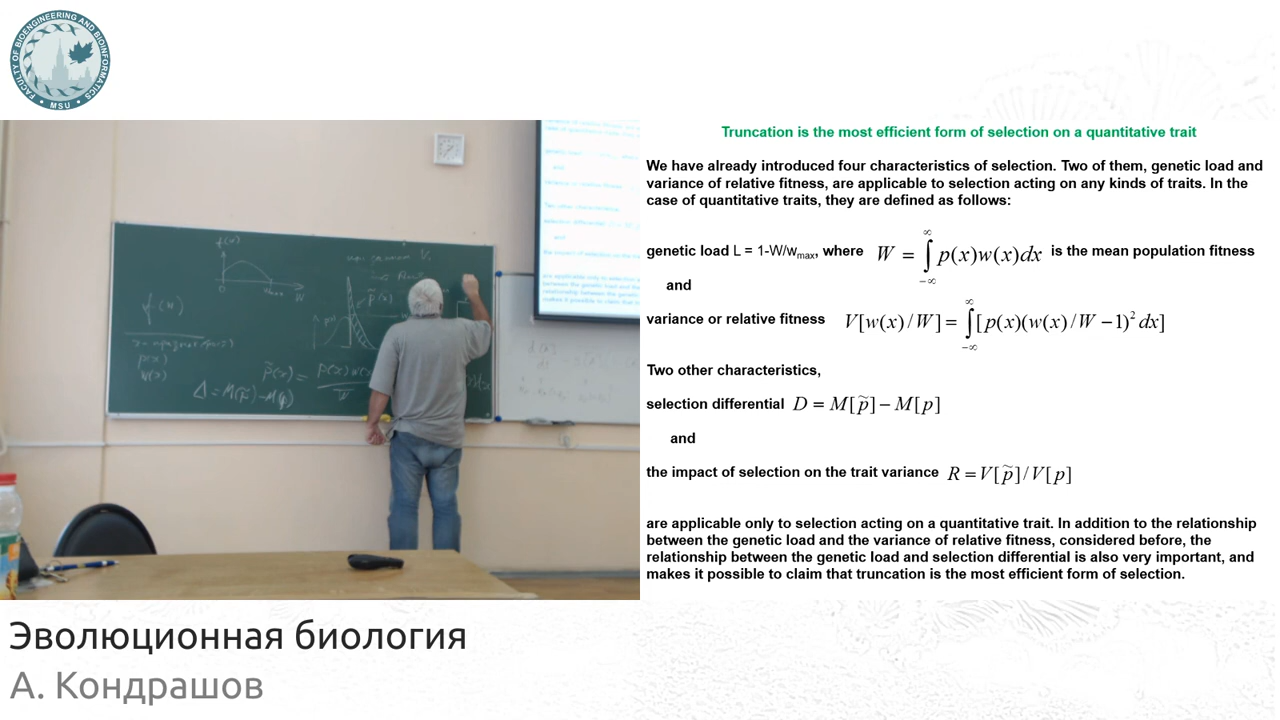 FACULTY OF BIOENGINEERING AND BIOINFORMATICS
• MSU •
f(x)
0
W
f(x)
p(x)
w(x)
p̃(x)
p̃(x) = p(x)w(x) / W
Δ = M(p̃) - M(p)
Truncation is the most efficient form of selection on a quantitative trait
We have already introduced four characteristics of selection. Two of them, genetic load and
variance of relative fitness, are applicable to selection acting on any kinds of traits. In the
case of quantitative traits, they are defined as follows:
genetic load L = 1-W/wmax, where W = ∫_{-∞}^{∞} p(x)w(x)dx is the mean population fitness
and
variance or relative fitness V[w(x)/W] = ∫_{-∞}^{∞} [p(x)(w(x)/W − 1)² dx]
Two other characteristics,
selection differential D = M[p̃] − M[p]
and
the impact of selection on the trait variance R = V[p̃]/V[p]
are applicable only to selection acting on a quantitative trait. In addition to the relationship
between the genetic load and the variance of relative fitness, considered before, the
relationship between the genetic load and selection differential is also very important, and
makes it possible to claim that truncation is the most efficient form of selection.
Эволюционная биология
А. Кондрашов